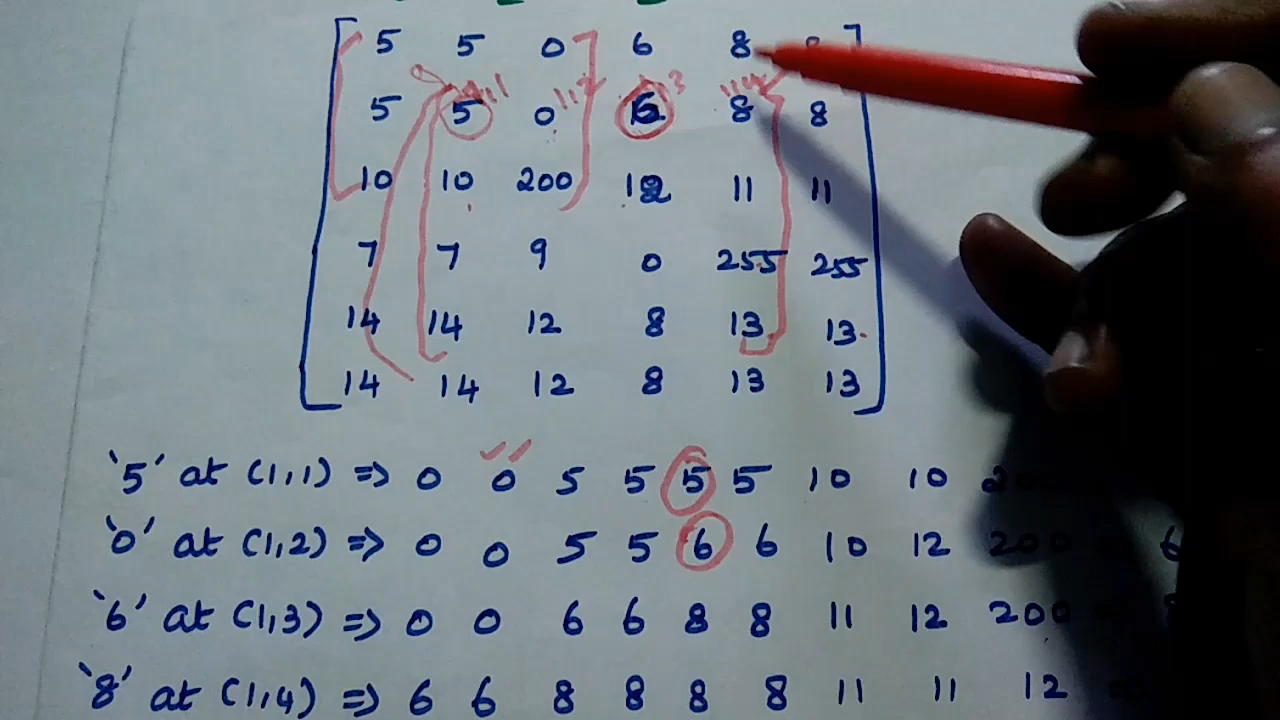 5 5 0 6 8
5 5 0 6 8 8
10 10 200 12 11 11
7 7 9 0 255 255
14 14 12 8 13 13
14 14 12 8 13 13
'5' at (1,1) => 0 0 5 5 5 5 10 10
'0' at (1,2) => 0 0 5 5 6 6 10 12 200 6
'6' at (1,3) => 0 0 6 6 8 8 11 12 200
'8' at (1,4) => 6 6 8 8 8 8 11 11 12